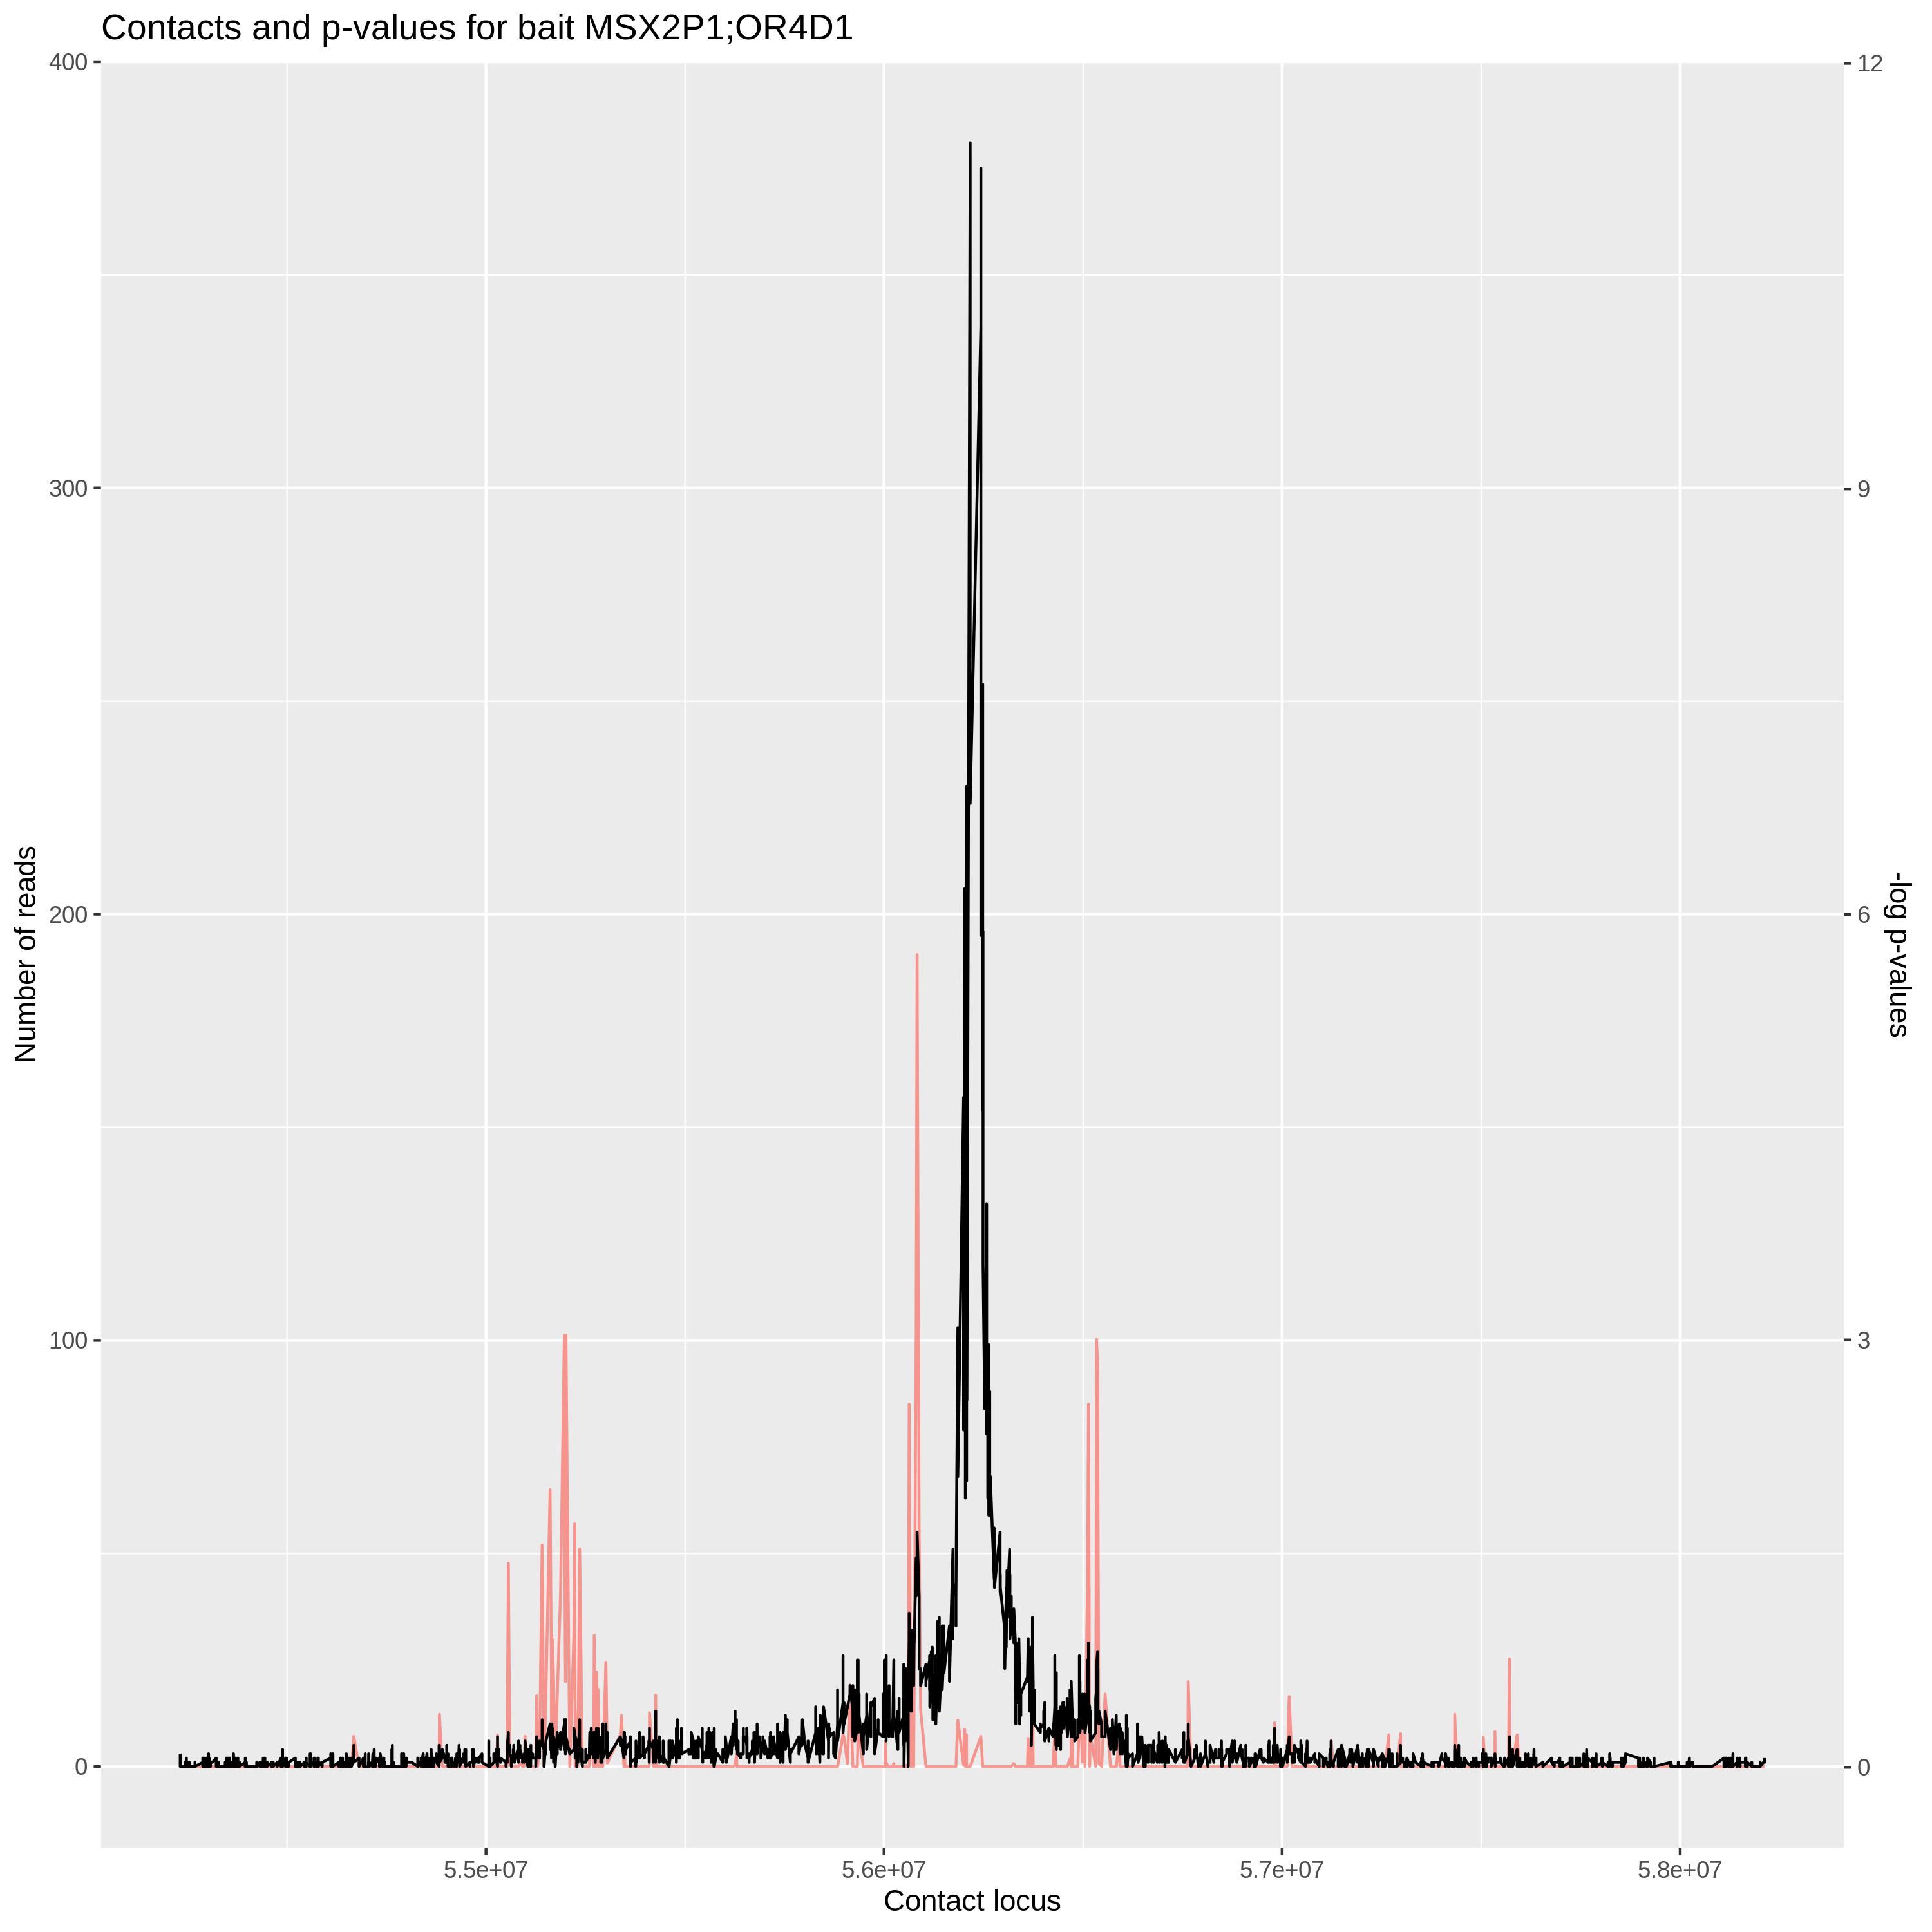 Contacts and p-values for bait MSX2P1;OR4D1
400
300
200
100
0
Number of reads
12
9
6
3
0
-log p-values
5.5e+07
5.6e+07
5.7e+07
5.8e+07
Contact locus